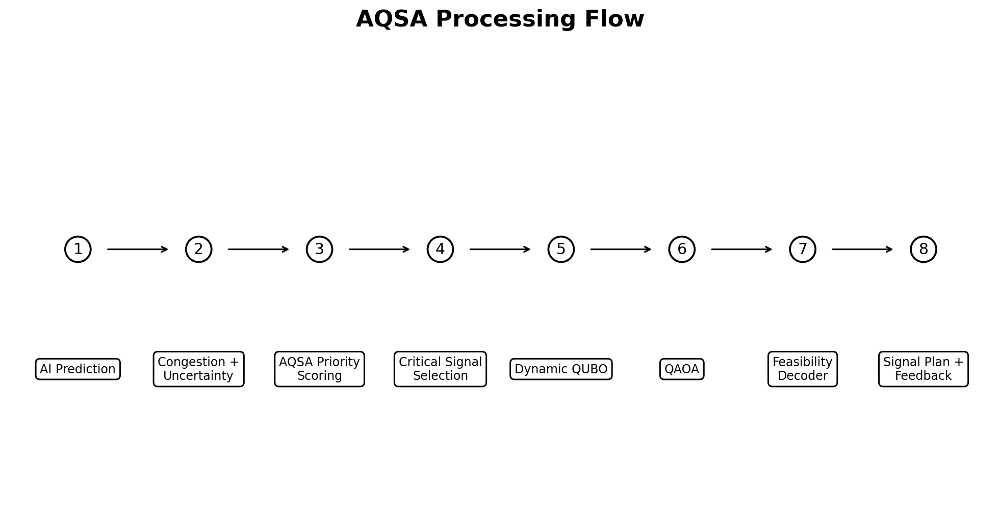 AQSA Processing Flow
1
2
3
4
5
6
7
8
AI Prediction
Congestion +
Uncertainty
AQSA Priority
Scoring
Critical Signal
Selection
Dynamic QUBO
QAOA
Feasibility
Decoder
Signal Plan +
Feedback